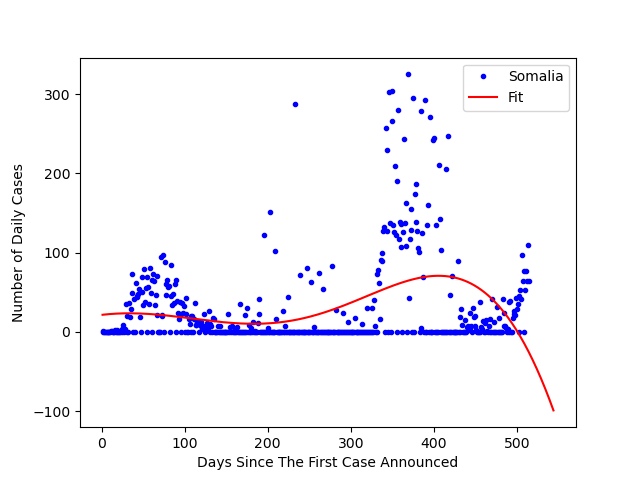 Somalia
Fit
300
200
100
0
−100
Number of Daily Cases
0 100 200 300 400 500
Days Since The First Case Announced